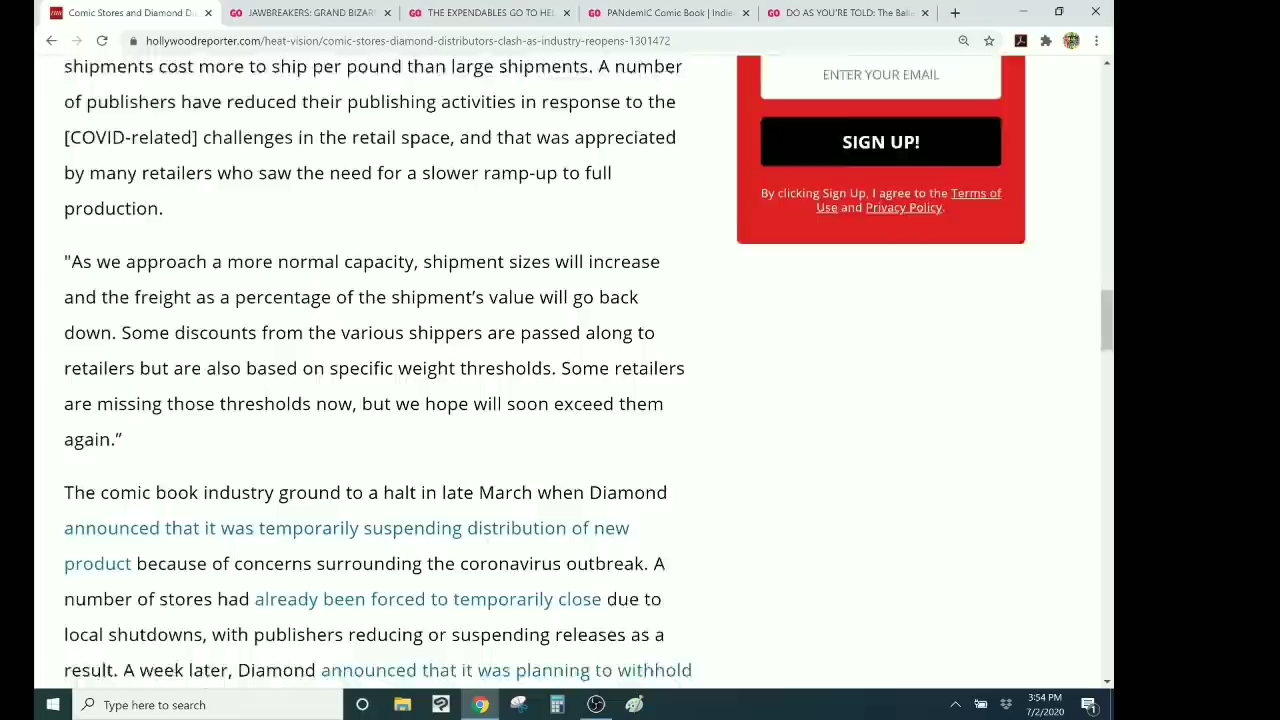 Comic Stores and Diamond Di
GO JAWBREAKERS: GRAND BIZAR
GO THE EXPENDABLES GO TO HEL
GO PANdemIC Comic Book | Indie
GO DO AS YOU'RE TOLD: The Balle
hollywoodreporter.com/heat-vision/comic-stores-diamond-distributors-clash-as-industry-reopens-1301472
shipments cost more to ship per pound than large shipments. A number
of publishers have reduced their publishing activities in response to the
[COVID-related] challenges in the retail space, and that was appreciated
by many retailers who saw the need for a slower ramp-up to full
production.
"As we approach a more normal capacity, shipment sizes will increase
and the freight as a percentage of the shipment’s value will go back
down. Some discounts from the various shippers are passed along to
retailers but are also based on specific weight thresholds. Some retailers
are missing those thresholds now, but we hope will soon exceed them
again.”
The comic book industry ground to a halt in late March when Diamond
announced that it was temporarily suspending distribution of new
product because of concerns surrounding the coronavirus outbreak. A
number of stores had already been forced to temporarily close due to
local shutdowns, with publishers reducing or suspending releases as a
result. A week later, Diamond announced that it was planning to withhold
ENTER YOUR EMAIL
SIGN UP!
By clicking Sign Up, I agree to the Terms of
Use and Privacy Policy.
Type here to search
3:54 PM
7/2/2020
1